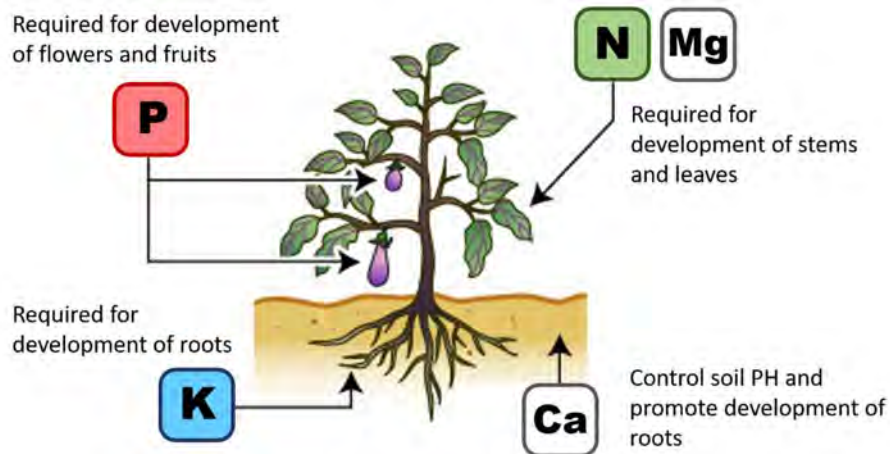 Required for development
of flowers and fruits
P
N Mg
Required for
development of stems
and leaves
Required for
development of roots
K
Ca
Control soil PH and
promote development of
roots